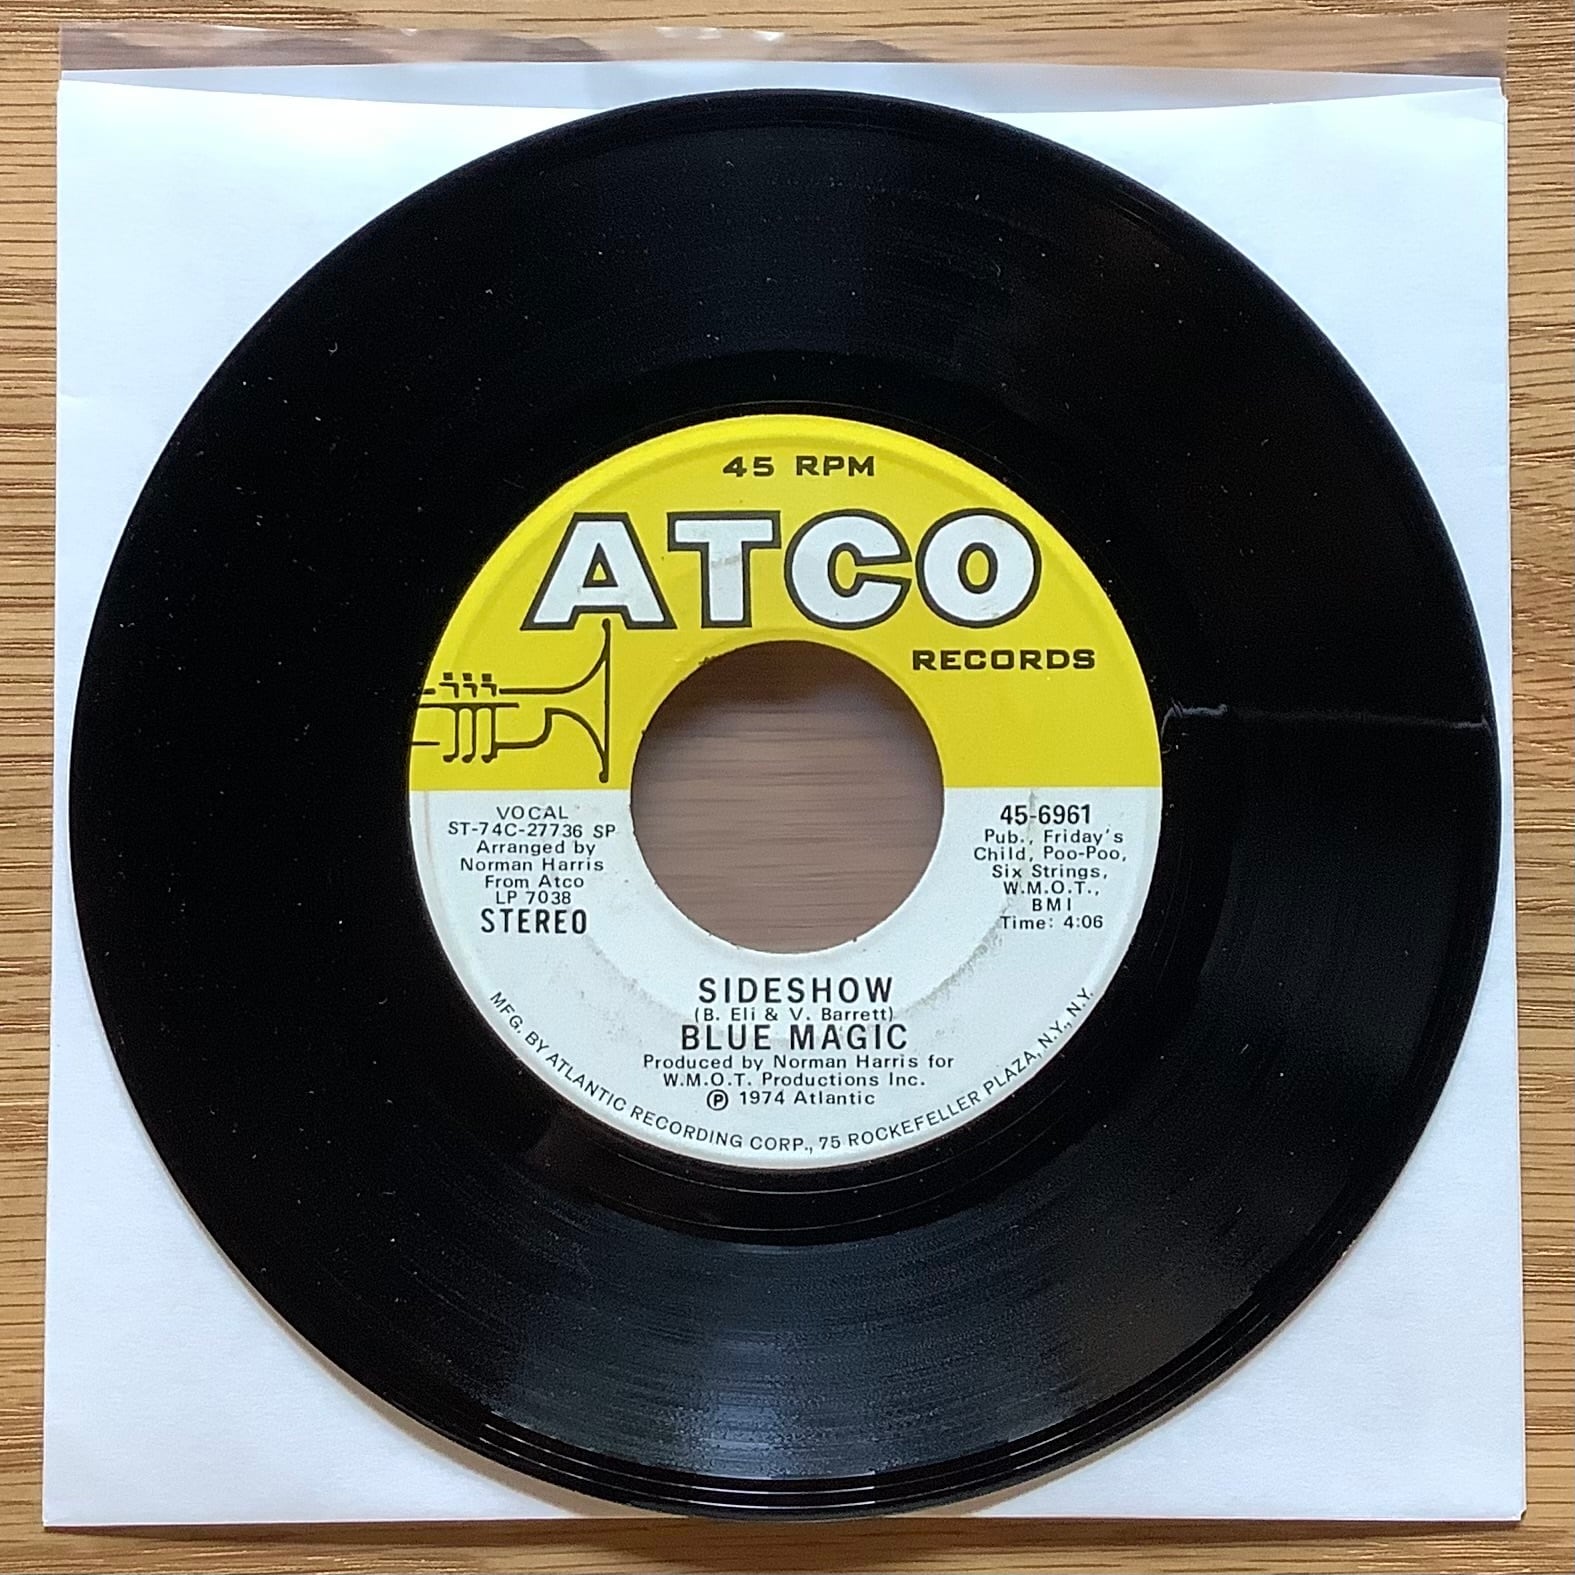 45 RPM
ATCO
RECORDS
VOCAL
ST-74C-27736 SP
Arranged by
Norman Harris
From Atco
LP 7038
STEREO
45-6961
Pub., Friday's
Child, Poo-Poo,
Six Strings,
W.M.O.T.,
BMI
Time: 4:06
SIDESHOW
(B. Eli & V. Barrett)
BLUE MAGIC
Produced by Norman Harris for
W.M.O.T. Productions Inc.
℗ 1974 Atlantic
MFG. BY ATLANTIC RECORDING CORP., 75 ROCKEFELLER PLAZA, N.Y., N.Y.